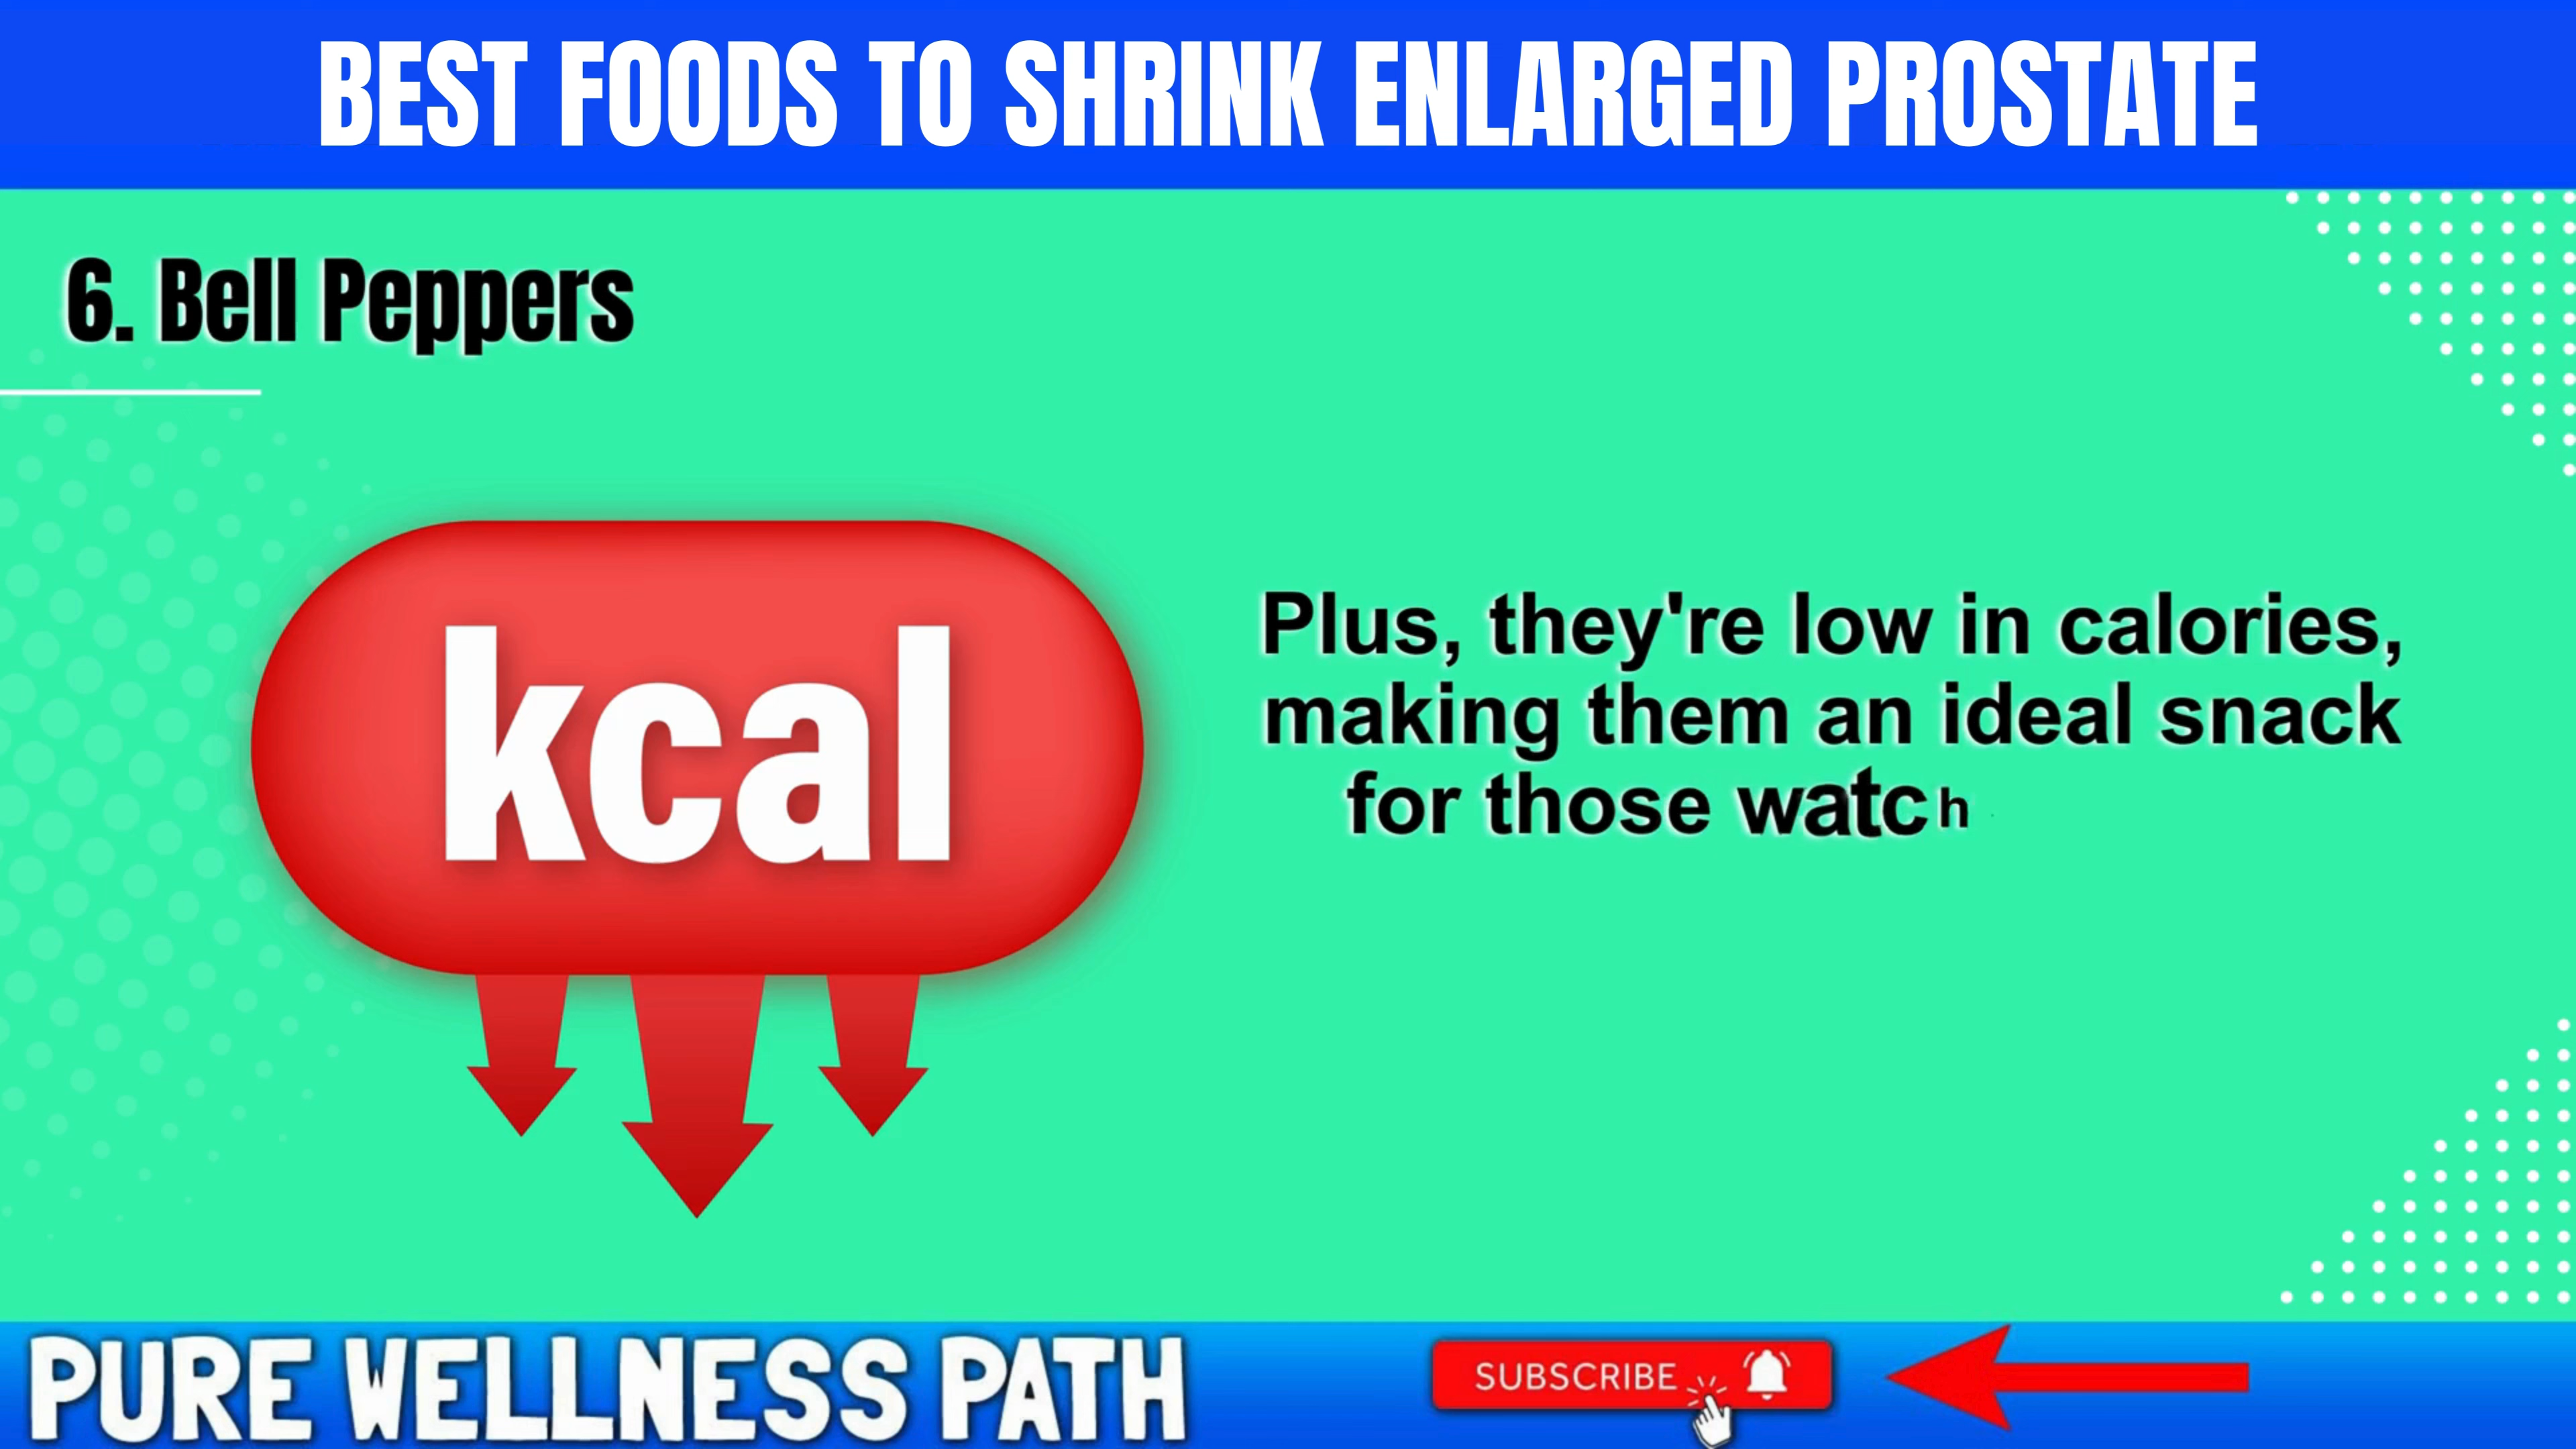 BEST FOODS TO SHRINK ENLARGED PROSTATE
6. Bell Peppers
kcal
Plus, they're low in calories,
making them an ideal snack
for those watch
PURE WELLNESS PATH
SUBSCRIBE